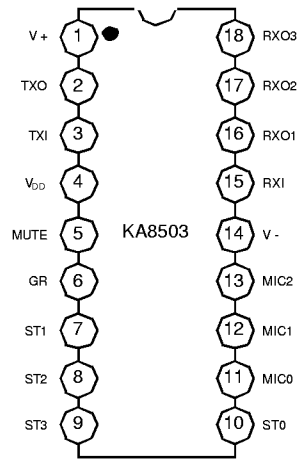 V + 1 18 RXO3
TXO 2 17 RXO2
TXI 3 16 RXO1
VDD 4 15 RXI
MUTE 5 KA8503 14 V -
GR 6 13 MIC2
ST1 7 12 MIC1
ST2 8 11 MIC0
ST3 9 10 ST0